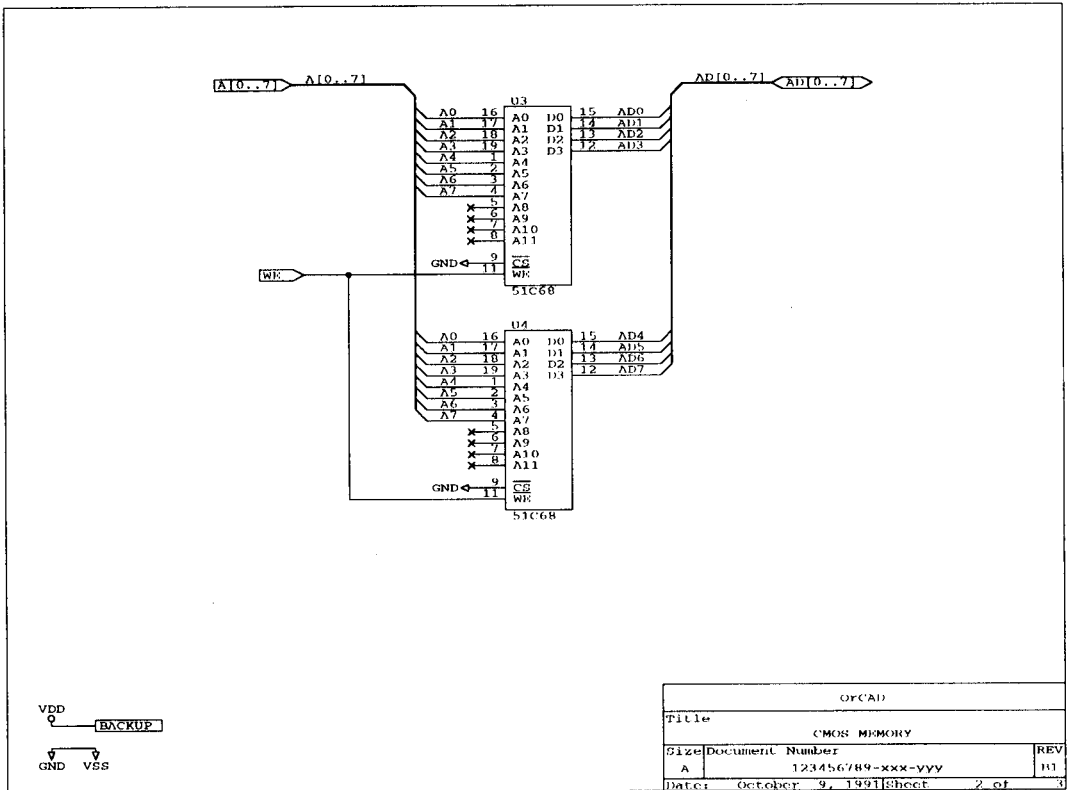 A[0..7] A[0..7] AD[0..7] AD[0..7]
U3
A0 16 A0 D0 15 AD0
A1 17 A1 D1 14 AD1
A2 18 A2 D2 13 AD2
A3 19 A3 D3 12 AD3
A4 1 A4
A5 2 A5
A6 3 A6
A7 4 A7
5 A8
6 A9
7 A10
8 A11
GND 9 CS
WE 11 WE
51C68
U4
A0 16 A0 D0 15 AD4
A1 17 A1 D1 14 AD5
A2 18 A2 D2 13 AD6
A3 19 A3 D3 12 AD7
A4 1 A4
A5 2 A5
A6 3 A6
A7 4 A7
5 A8
6 A9
7 A10
8 A11
GND 9 CS
11 WE
51C68
VDD
BACKUP
GND VSS
OrCAD
Title
CMOS MEMORY
Size Document Number REV
A 123456789-xxx-yyy B1
Date: October 9, 1991 Sheet 2 of 3